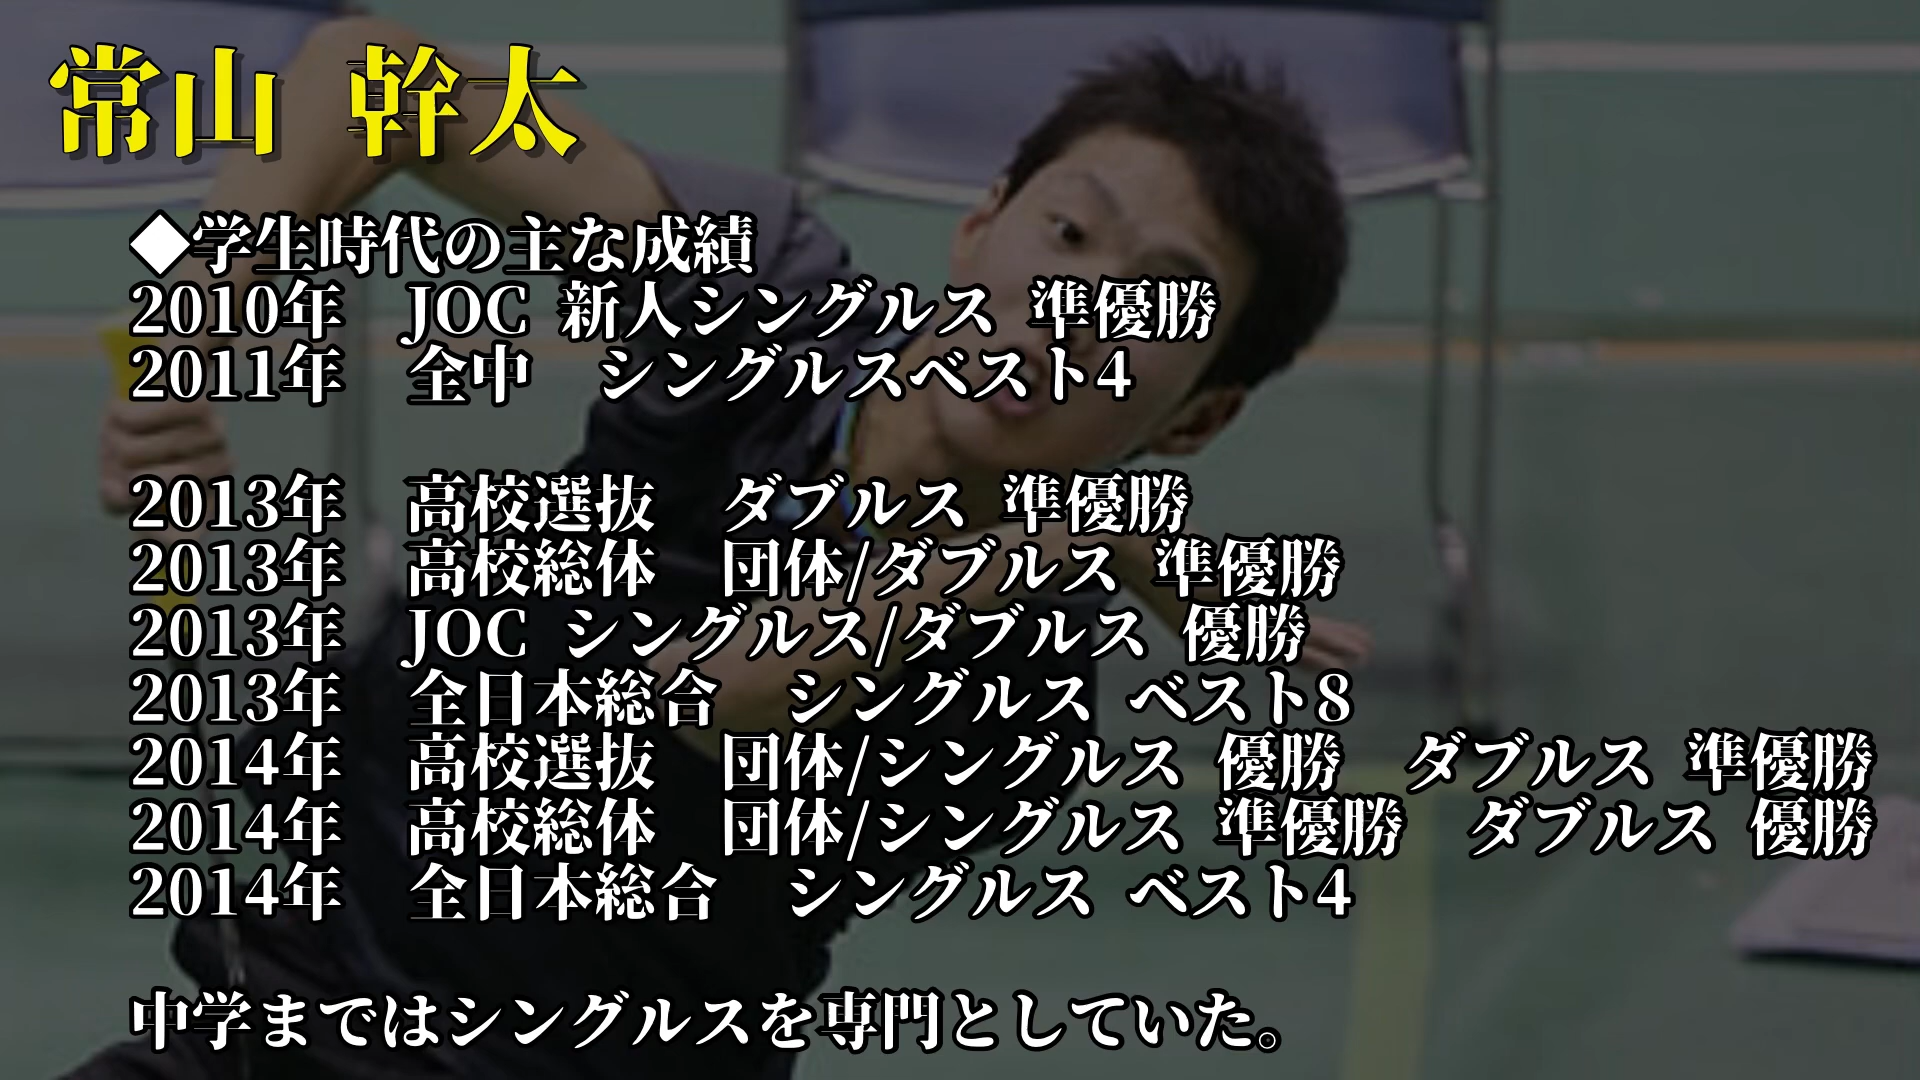 常山 幹太
◆学生時代の主な成績
2010年　JOC 新人シングルス 準優勝
2011年　全中　シングルスベスト4
2013年　高校選抜　ダブルス 準優勝
2013年　高校総体　団体/ダブルス 準優勝
2013年　JOC シングルス/ダブルス 優勝
2013年　全日本総合　シングルス ベスト8
2014年　高校選抜　団体/シングルス 優勝　ダブルス 準優勝
2014年　高校総体　団体/シングルス 準優勝　ダブルス 優勝
2014年　全日本総合　シングルス ベスト4
中学まではシングルスを専門としていた。